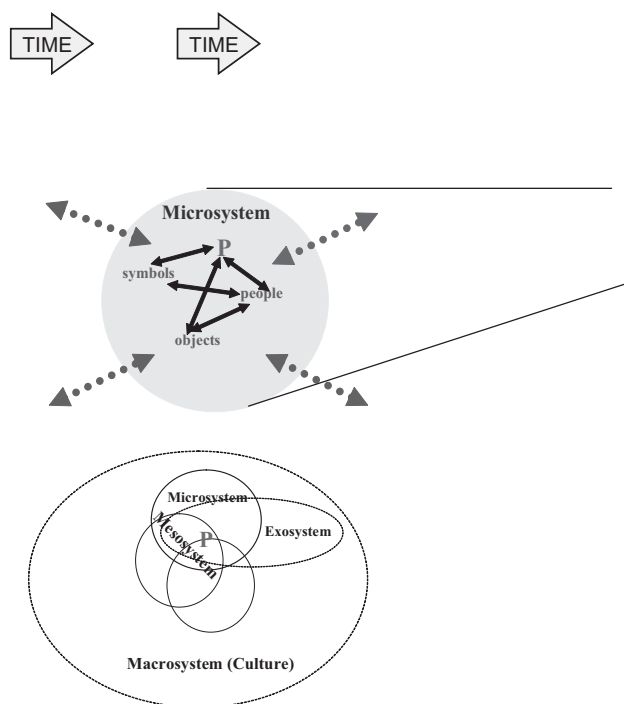 TIME
TIME
Microsystem
P
symbols
people
objects
Microsystem
Mesosystem
P
Exosystem
Macrosystem (Culture)